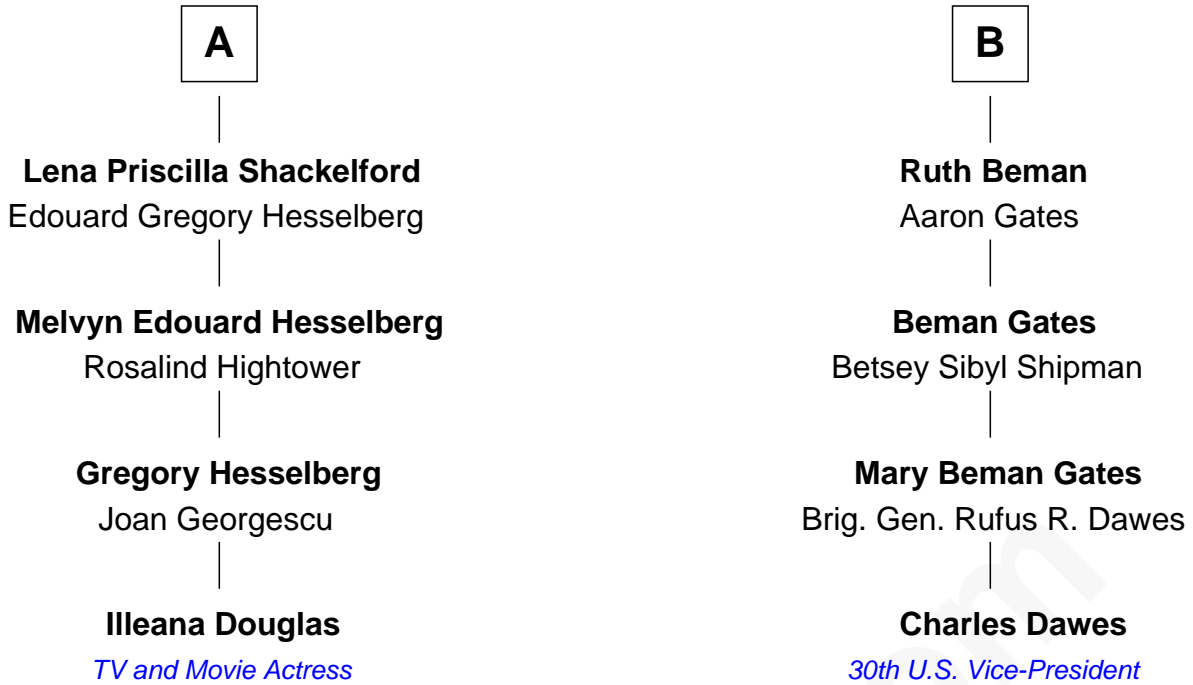 A
Lena Priscilla Shackelford
Edouard Gregory Hesselberg
Melvyn Edouard Hesselberg
Rosalind Hightower
Gregory Hesselberg
Joan Georgescu
Illeana Douglas
TV and Movie Actress
B
Ruth Beman
Aaron Gates
Beman Gates
Betsey Sibyl Shipman
Mary Beman Gates
Brig. Gen. Rufus R. Dawes
Charles Dawes
30th U.S. Vice-President